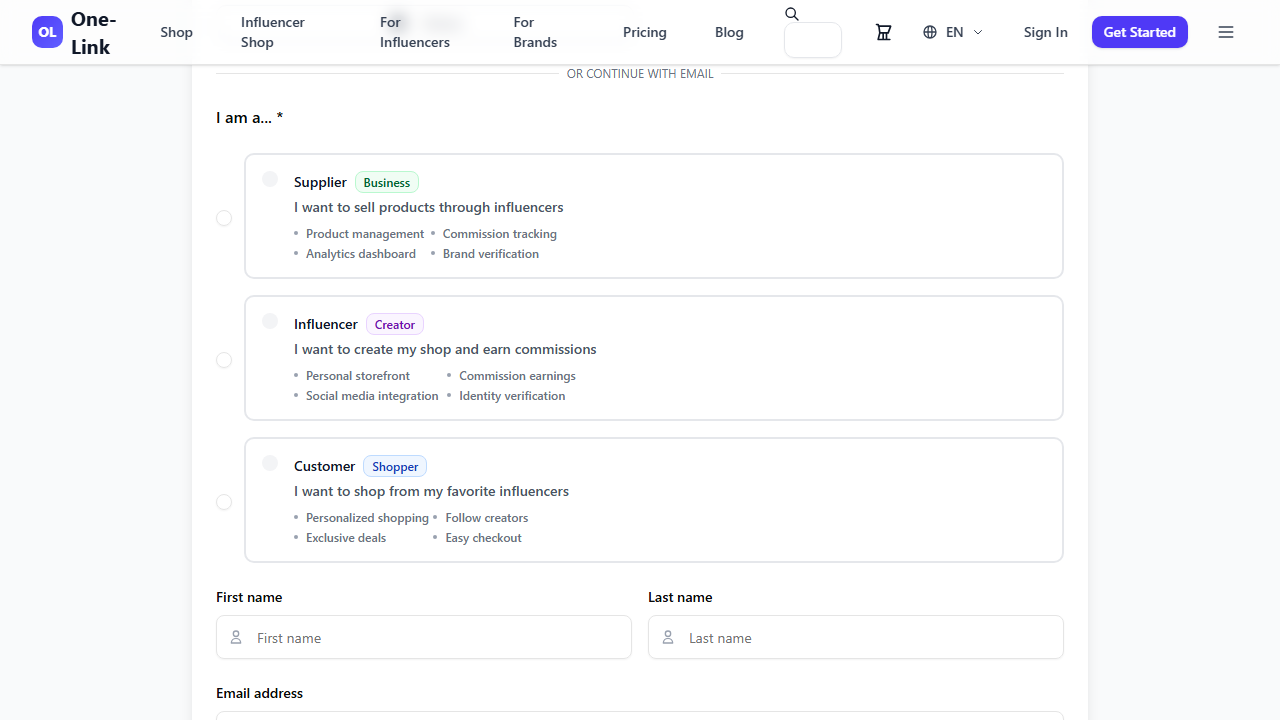 OL One-Link
Shop
Influencer Shop
For Influencers
For Brands
Pricing
Blog
EN
Sign In
Get Started
OR CONTINUE WITH EMAIL
I am a... *
Supplier Business
I want to sell products through influencers
• Product management • Commission tracking
• Analytics dashboard • Brand verification
Influencer Creator
I want to create my shop and earn commissions
• Personal storefront • Commission earnings
• Social media integration • Identity verification
Customer Shopper
I want to shop from my favorite influencers
• Personalized shopping • Follow creators
• Exclusive deals • Easy checkout
First name Last name
First name Last name
Email address